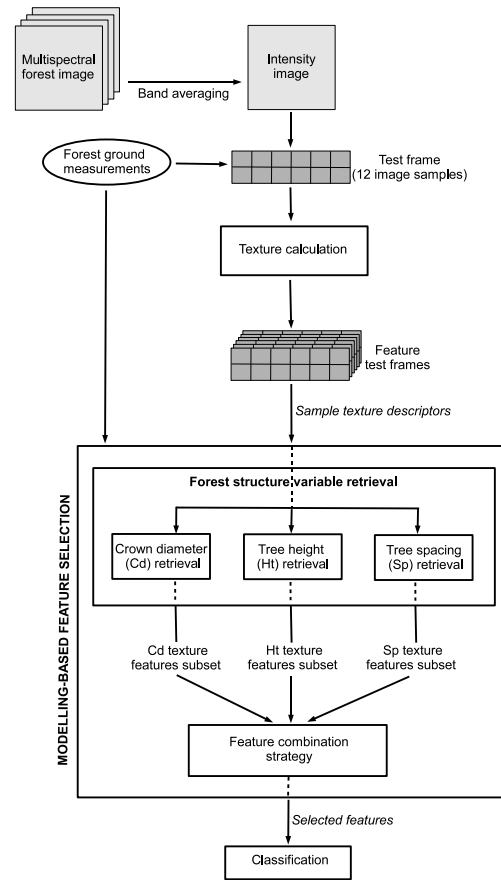 Multispectral
forest image
Intensity
image
Band averaging
Forest ground
measurements
Test frame
(12 image samples)
Texture calculation
Feature
test frames
Sample texture descriptors
MODELLING-BASED FEATURE SELECTION
Forest structure variable retrieval
Crown diameter
(Cd) retrieval
Tree height
(Ht) retrieval
Tree spacing
(Sp) retrieval
Cd texture
features subset
Ht texture
features subset
Sp texture
features subset
Feature combination
strategy
Selected features
Classification